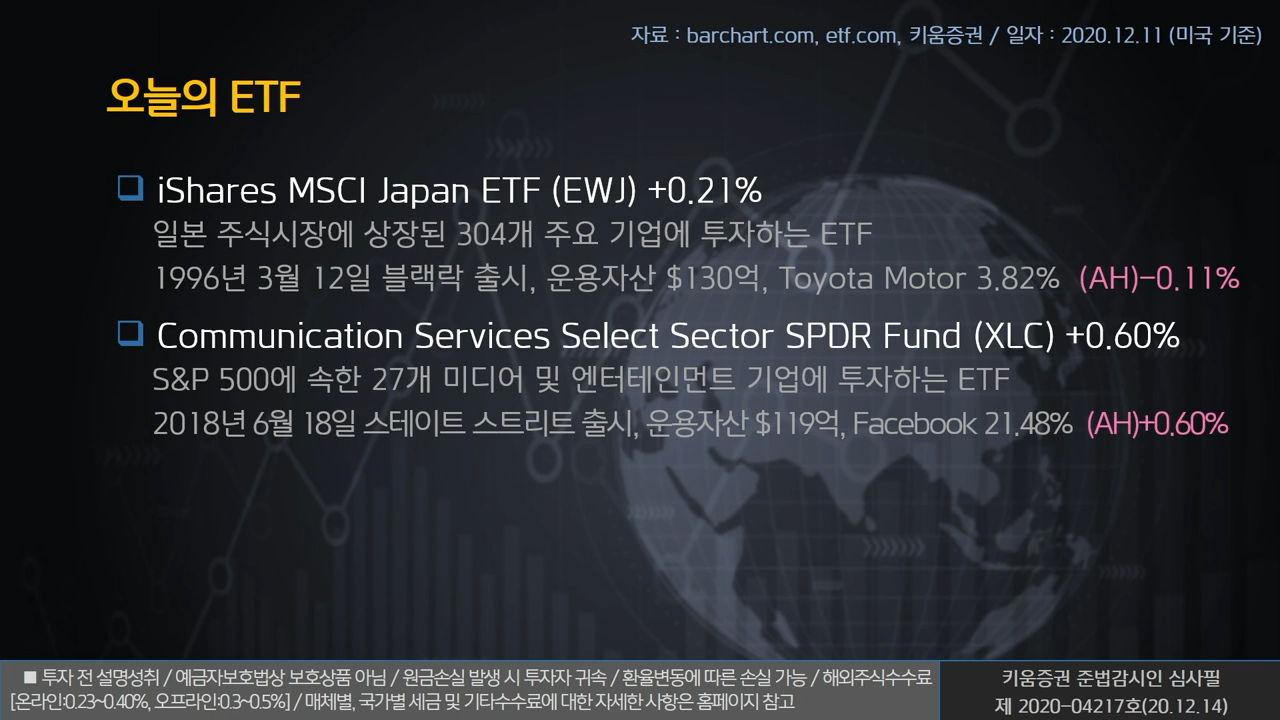 자료 : barchart.com, etf.com, 키움증권 / 일자 : 2020.12.11 (미국 기준)
오늘의 ETF
❑ iShares MSCI Japan ETF (EWJ) +0.21%
일본 주식시장에 상장된 304개 주요 기업에 투자하는 ETF
1996년 3월 12일 블랙락 출시, 운용자산 $130억, Toyota Motor 3.82% (AH)-0.11%
❑ Communication Services Select Sector SPDR Fund (XLC) +0.60%
S&P 500에 속한 27개 미디어 및 엔터테인먼트 기업에 투자하는 ETF
2018년 6월 18일 스테이트 스트리트 출시, 운용자산 $119억, Facebook 21.48% (AH)+0.60%
■ 투자 전 설명성취 / 예금자보호법상 보호상품 아님 / 원금손실 발생 시 투자자 귀속 / 환율변동에 따른 손실 가능 / 해외주식수수료
[온라인:0.23~0.40%, 오프라인:0.3~0.5%] / 매체별, 국가별 세금 및 기타수수료에 대한 자세한 사항은 홈페이지 참고
키움증권 준법감시인 심사필
제 2020-04217호(20.12.14)